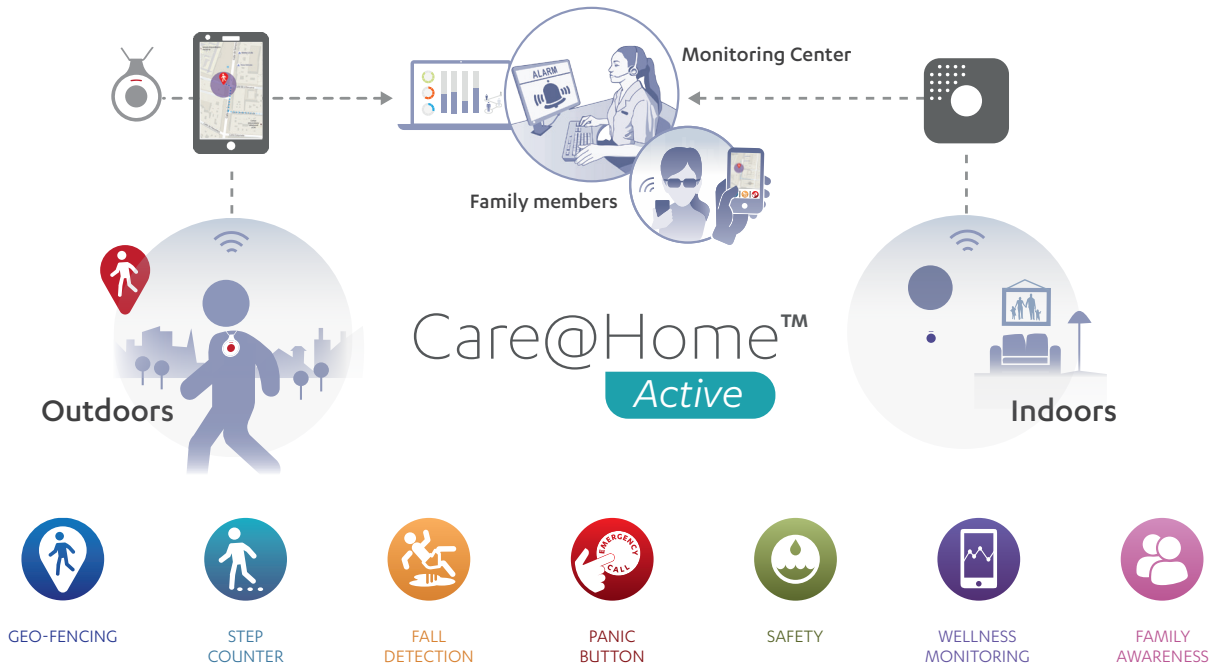 Monitoring Center
ALARM
Family members
Care@Home™
Active
Outdoors
Indoors
EMERGENCY
CALL
GEO-FENCING
STEP
COUNTER
FALL
DETECTION
PANIC
BUTTON
SAFETY
WELLNESS
MONITORING
FAMILY
AWARENESS